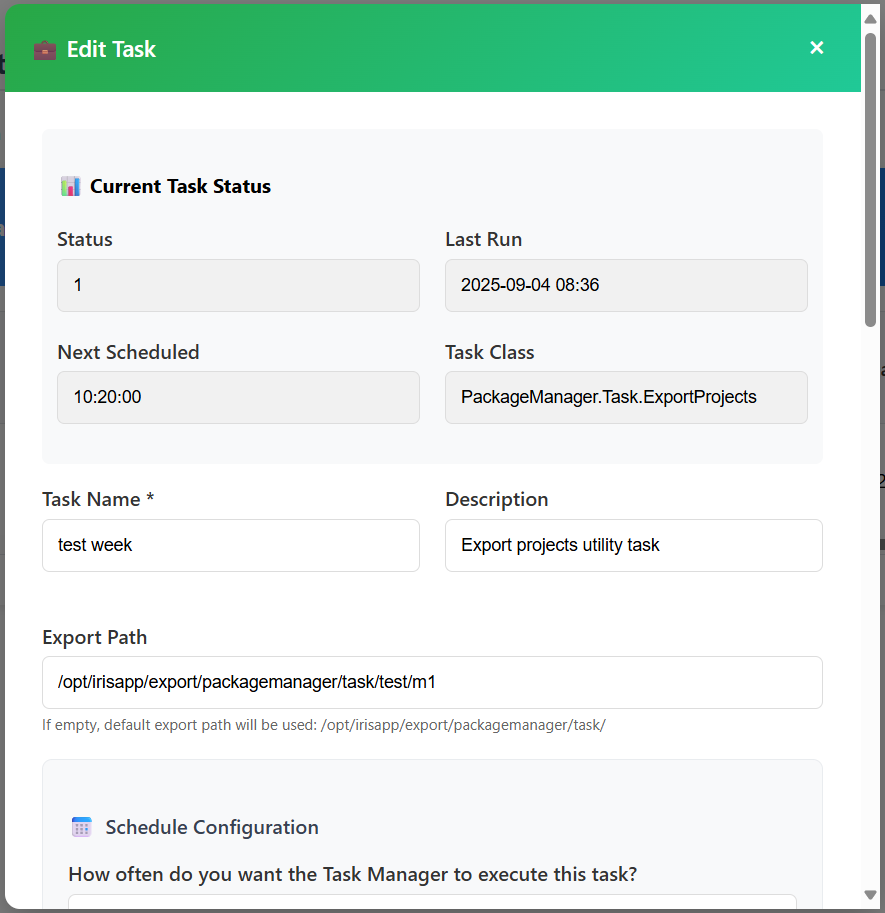 Edit Task
×
Current Task Status
Status
Last Run
1
2025-09-04 08:36
Next Scheduled
Task Class
10:20:00
PackageManager.Task.ExportProjects
Task Name *
Description
test week
Export projects utility task
Export Path
/opt/irisapp/export/packagemanager/task/test/m1
If empty, default export path will be used: /opt/irisapp/export/packagemanager/task/
Schedule Configuration
How often do you want the Task Manager to execute this task?